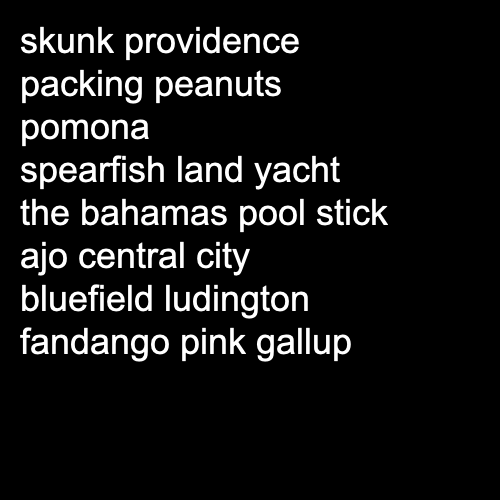 skunk providence
packing peanuts
pomona
spearfish land yacht
the bahamas pool stick
ajo central city
bluefield ludington
fandango pink gallup